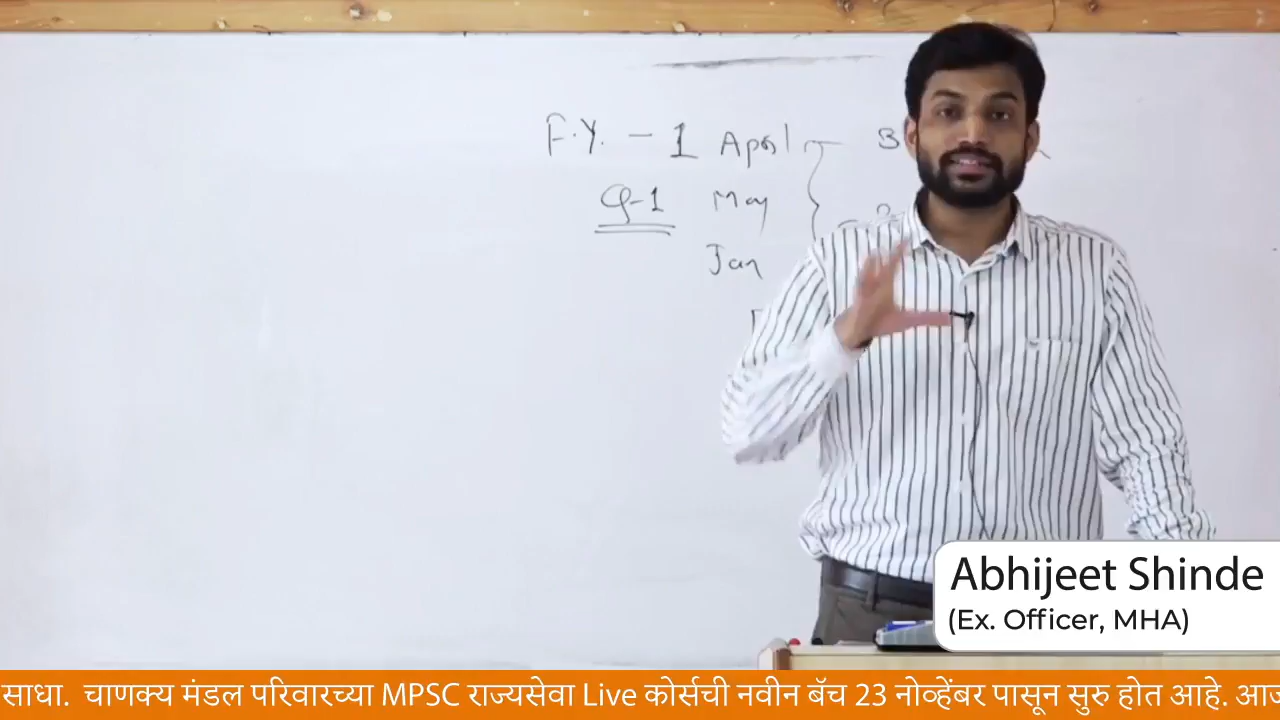 F.Y. - 1 April
Q-1 May
Jan
Abhijeet Shinde
(Ex. Officer, MHA)
साधा. चाणक्य मंडल परिवारच्या MPSC राज्यसेवा Live कोर्सची नवीन बॅच 23 नोव्हेंबर पासून सुरु होत आहे.